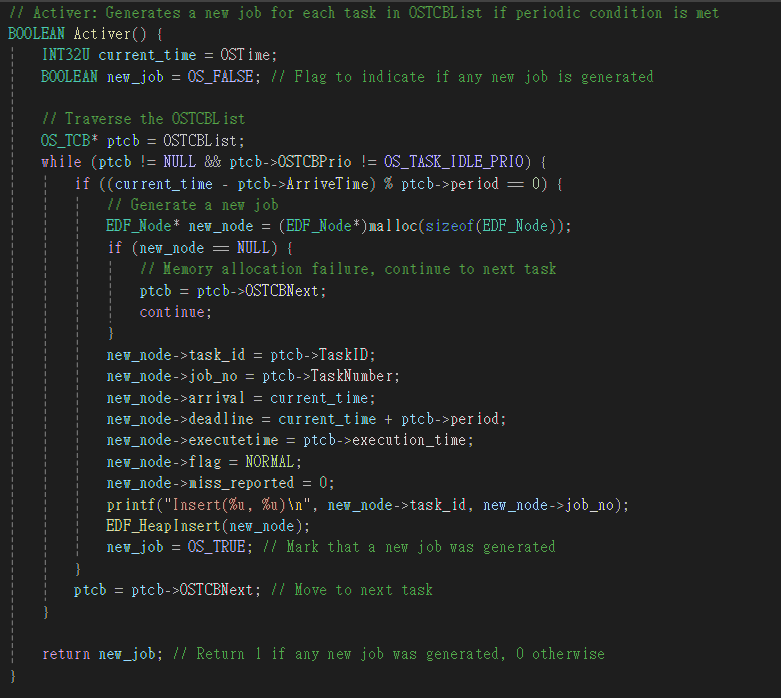 // Activer: Generates a new job for each task in OSTCBList if periodic condition is met
BOOLEAN Activer() {
    INT32U current_time = OSTime;
    BOOLEAN new_job = OS_FALSE; // Flag to indicate if any new job is generated

    // Traverse the OSTCBList
    OS_TCB* ptcb = OSTCBList;
    while (ptcb != NULL && ptcb->OSTCBPrio != OS_TASK_IDLE_PRIO) {
        if ((current_time - ptcb->ArriveTime) % ptcb->period == 0) {
            // Generate a new job
            EDF_Node* new_node = (EDF_Node*)malloc(sizeof(EDF_Node));
            if (new_node == NULL) {
                // Memory allocation failure, continue to next task
                ptcb = ptcb->OSTCBNext;
                continue;
            }
            new_node->task_id = ptcb->TaskID;
            new_node->job_no = ptcb->TaskNumber;
            new_node->arrival = current_time;
            new_node->deadline = current_time + ptcb->period;
            new_node->executetime = ptcb->execution_time;
            new_node->flag = NORMAL;
            new_node->miss_reported = 0;
            printf("Insert(%u, %u)\n", new_node->task_id, new_node->job_no);
            EDF_HeapInsert(new_node);
            new_job = OS_TRUE; // Mark that a new job was generated
        }
        ptcb = ptcb->OSTCBNext; // Move to next task
    }

    return new_job; // Return 1 if any new job was generated, 0 otherwise
}